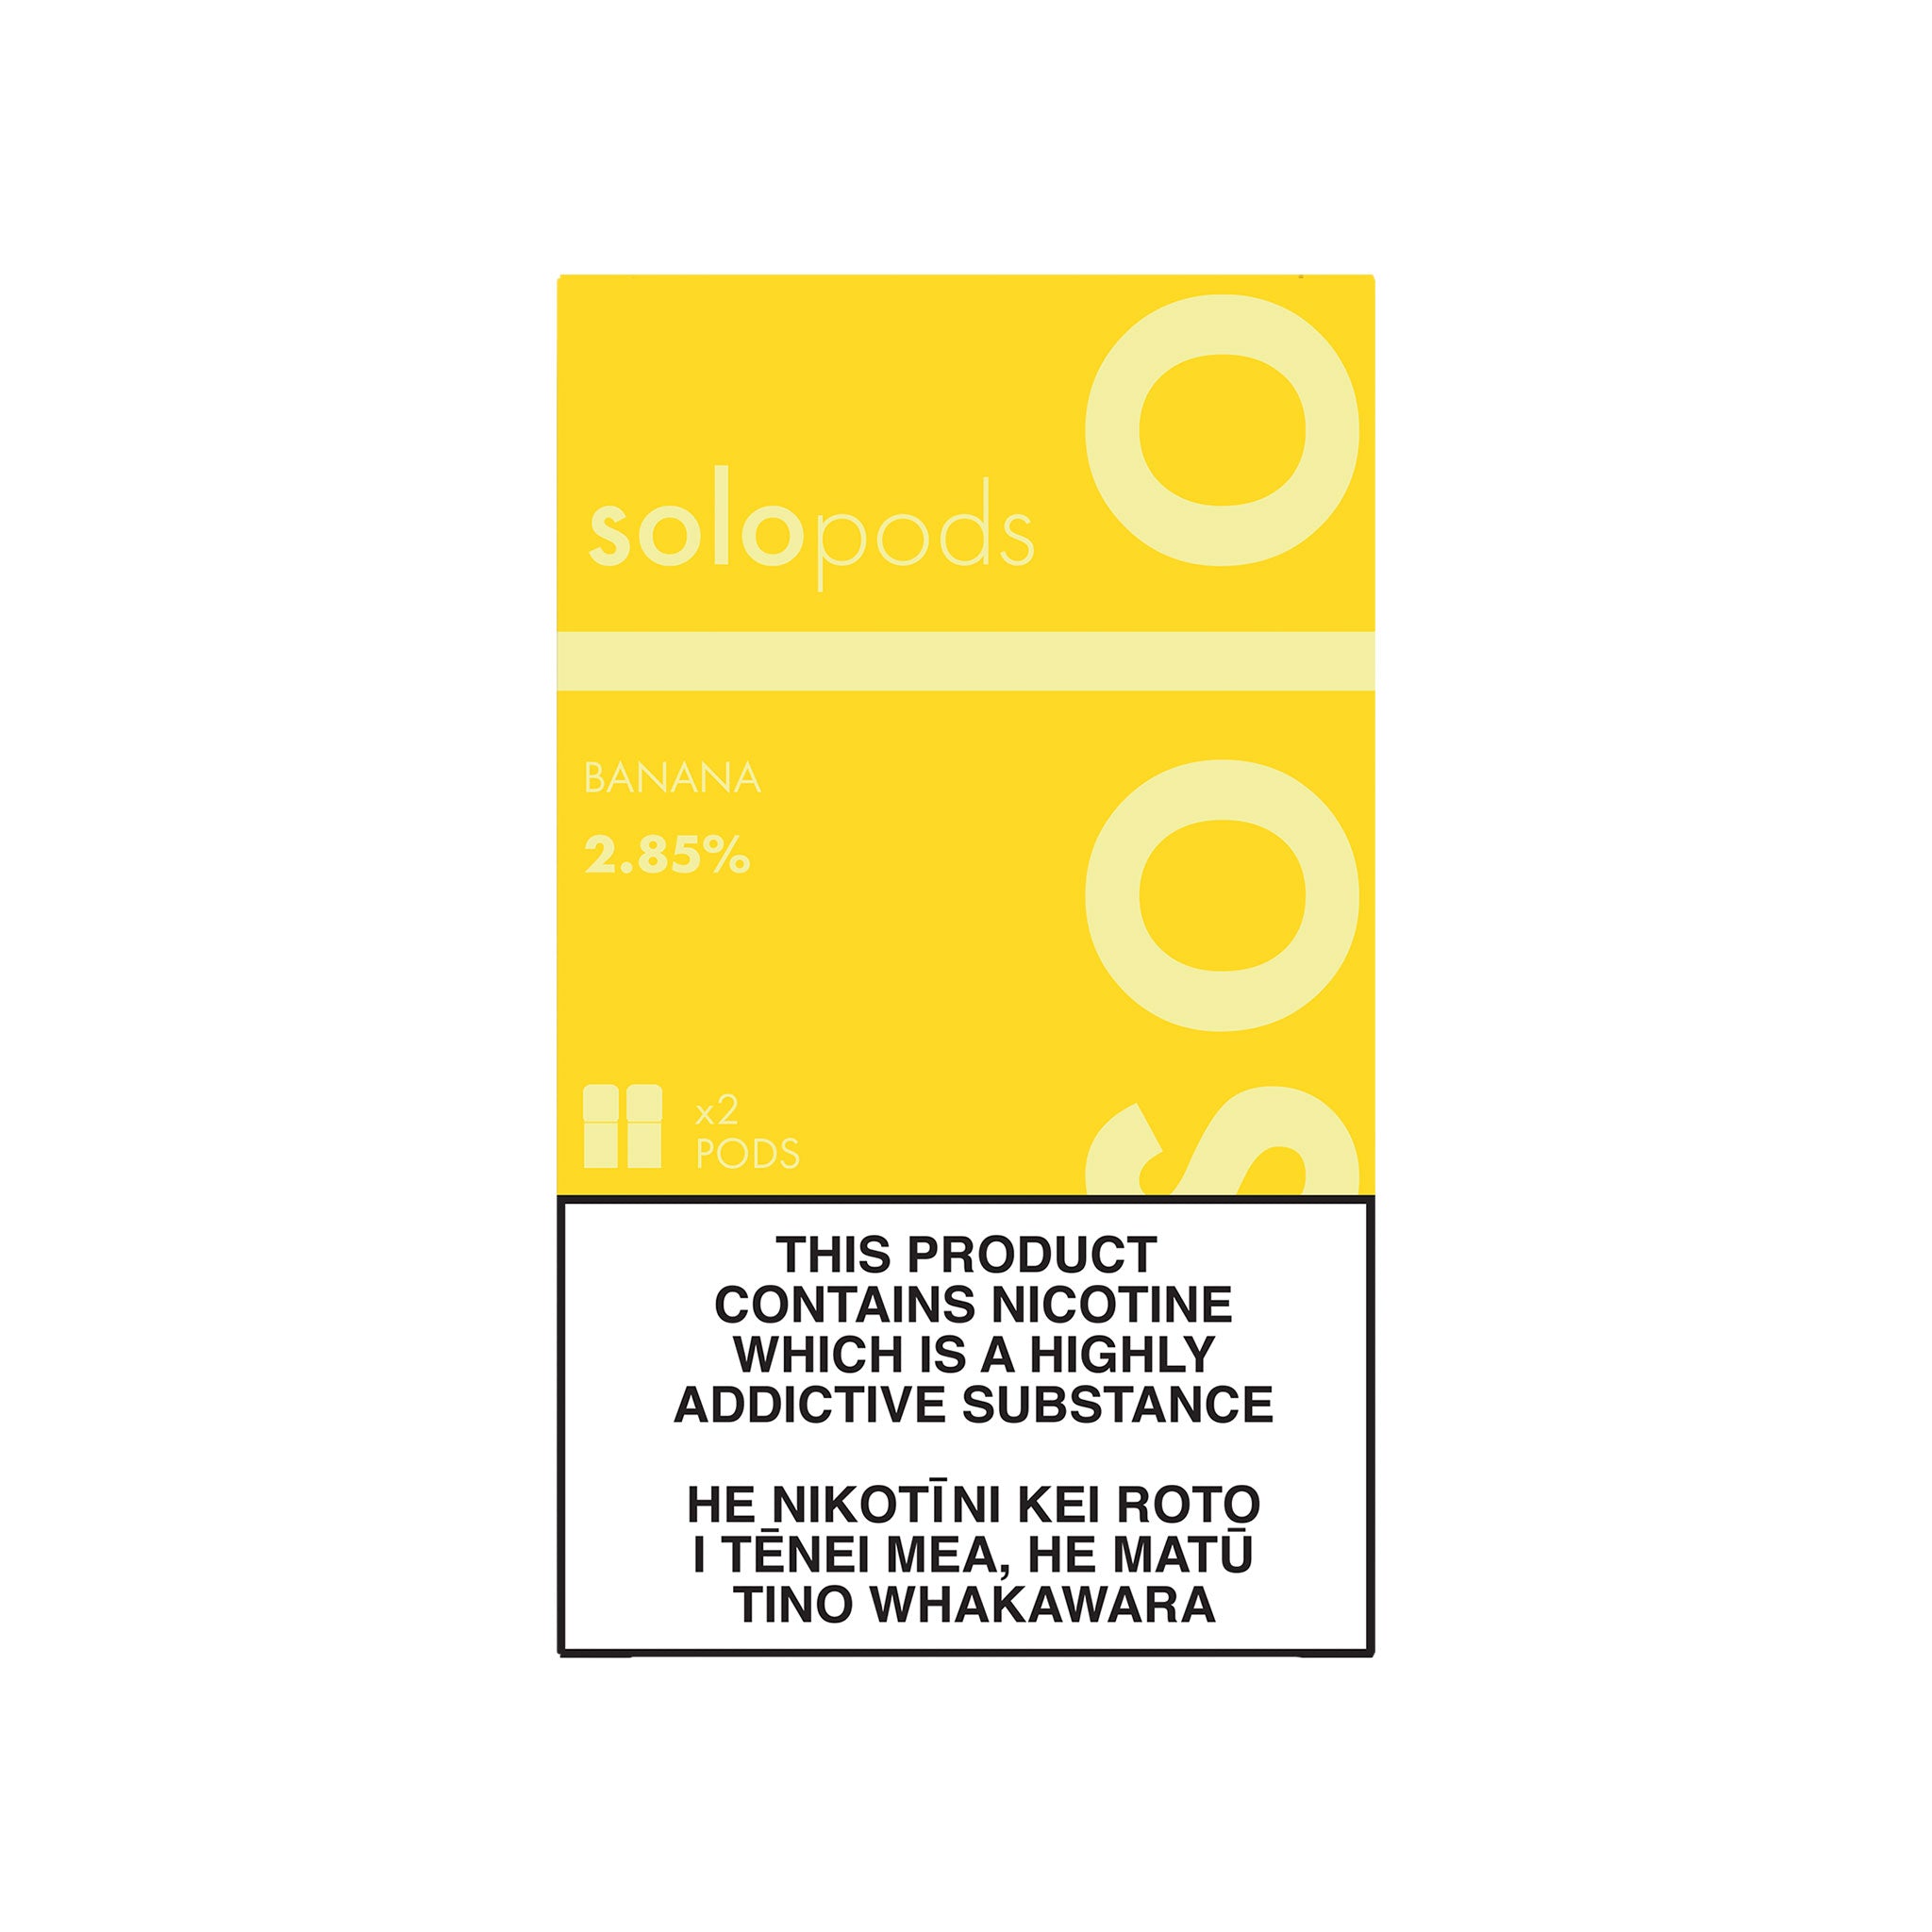 solopods
BANANA
2.85%
x2
PODS
SOLO
THIS PRODUCT
CONTAINS NICOTINE
WHICH IS A HIGHLY
ADDICTIVE SUBSTANCE
HE NIKOTĪNI KEI ROTO
I TĒNEI MEA, HE MATŪ
TINO WHAKAWARA